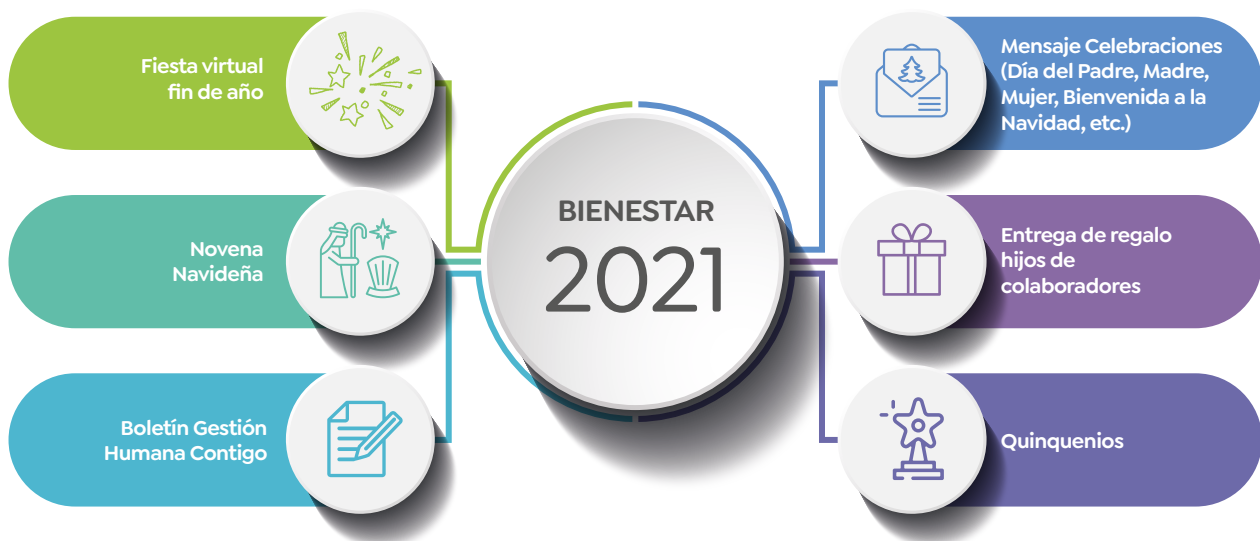 Fiesta virtual
fin de año
Novena
Navideña
Boletín Gestión
Humana Contigo
BIENESTAR
2021
Mensaje Celebraciones
(Día del Padre, Madre,
Mujer, Bienvenida a la
Navidad, etc.)
Entrega de regalo
hijos de
colaboradores
Quinquenios